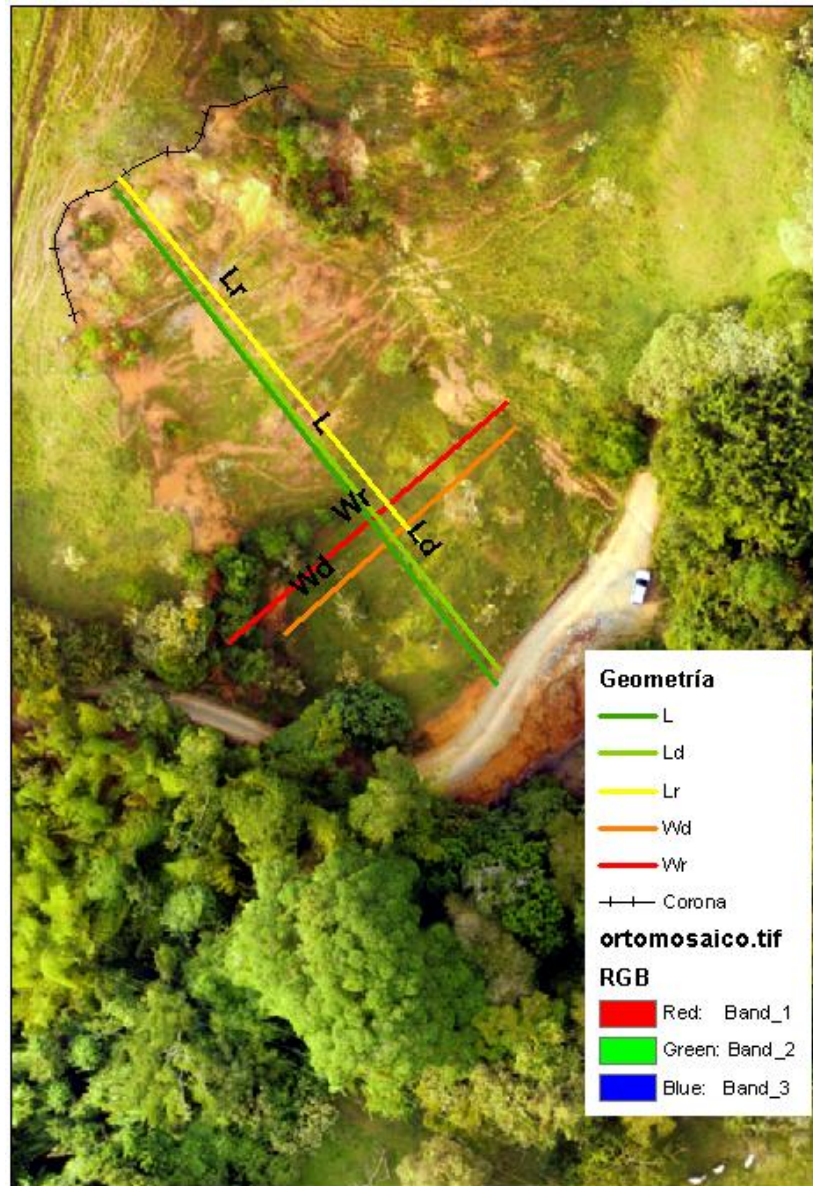 Lr
L
Wr
Ld
Wd
Geometría
L
Ld
Lr
Wd
Wr
Corona
ortomosaico.tif
RGB
Red: Band_1
Green: Band_2
Blue: Band_3